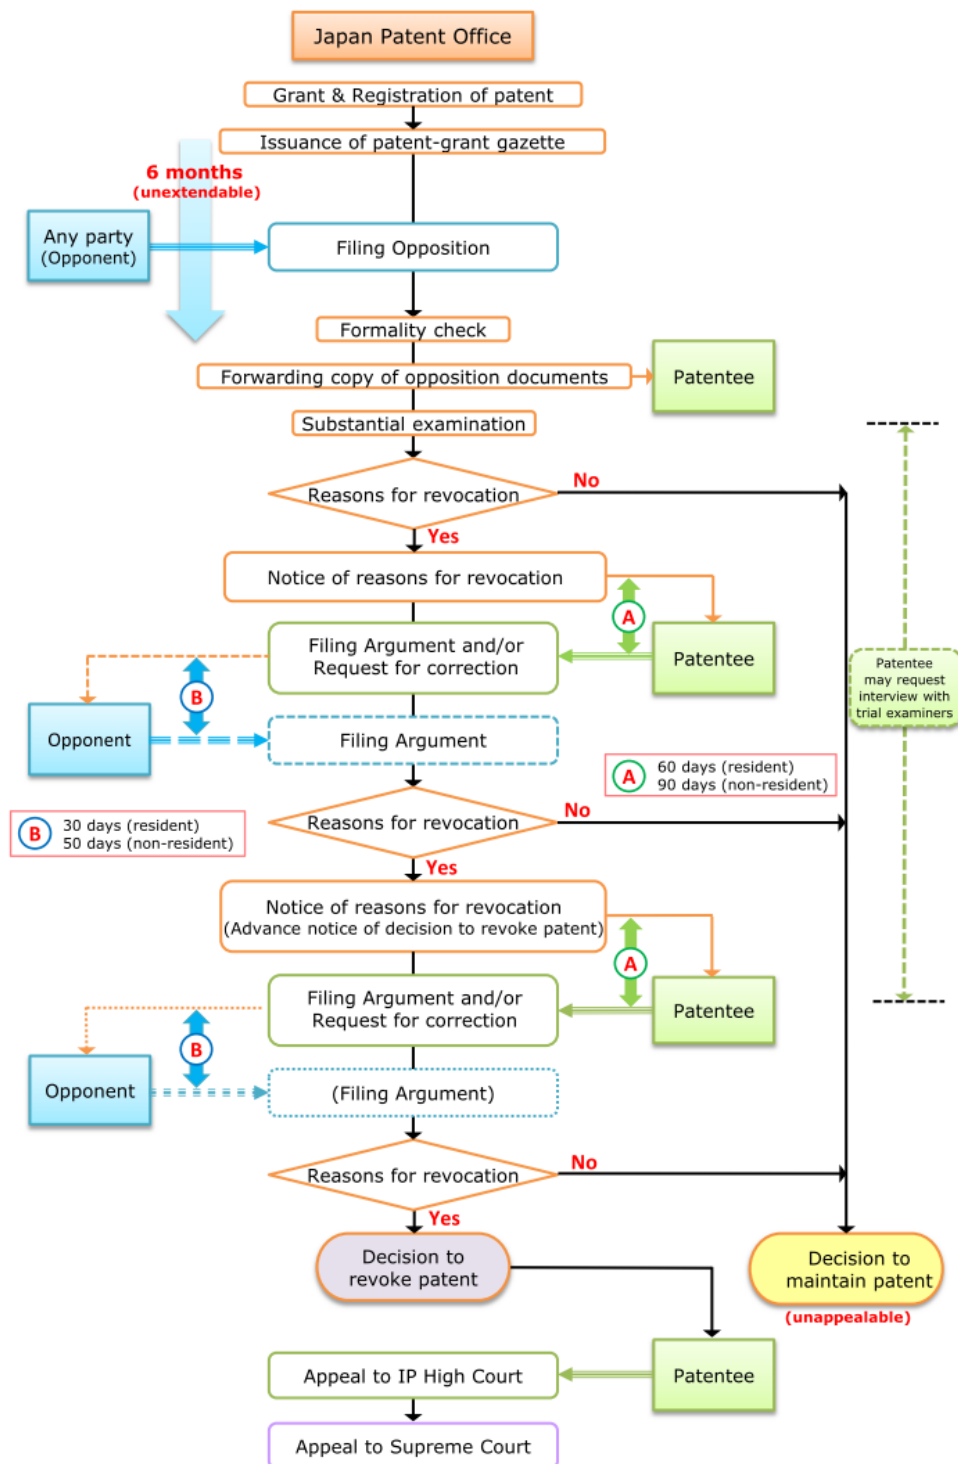 Japan Patent Office
Grant & Registration of patent
Issuance of patent-grant gazette
6 months
(unextendable)
Any party
(Opponent)
Filing Opposition
Formality check
Forwarding copy of opposition documents
Patentee
Substantial examination
Reasons for revocation
No
Yes
Notice of reasons for revocation
A
Filing Argument and/or
Request for correction
Patentee
Patentee
may request
interview with
trial examiners
B
Opponent
Filing Argument
A
60 days (resident)
90 days (non-resident)
B
30 days (resident)
50 days (non-resident)
Reasons for revocation
No
Yes
Notice of reasons for revocation
(Advance notice of decision to revoke patent)
A
Filing Argument and/or
Request for correction
Patentee
B
Opponent
(Filing Argument)
Reasons for revocation
No
Yes
Decision to
revoke patent
Decision to
maintain patent
(unappealable)
Appeal to IP High Court
Patentee
Appeal to Supreme Court